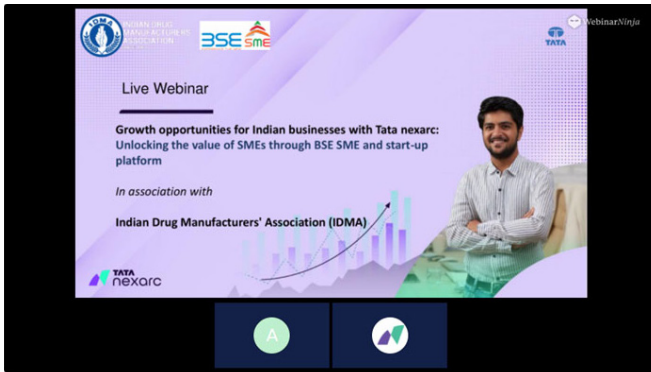 INDIAN DRUG
MANUFACTURERS'
ASSOCIATION
BSE SME
TATA
WebinarNinja
Live Webinar
Growth opportunities for Indian businesses with Tata nexarc:
Unlocking the value of SMEs through BSE SME and start-up
platform
In association with
Indian Drug Manufacturers' Association (IDMA)
TATA
nexarc
A